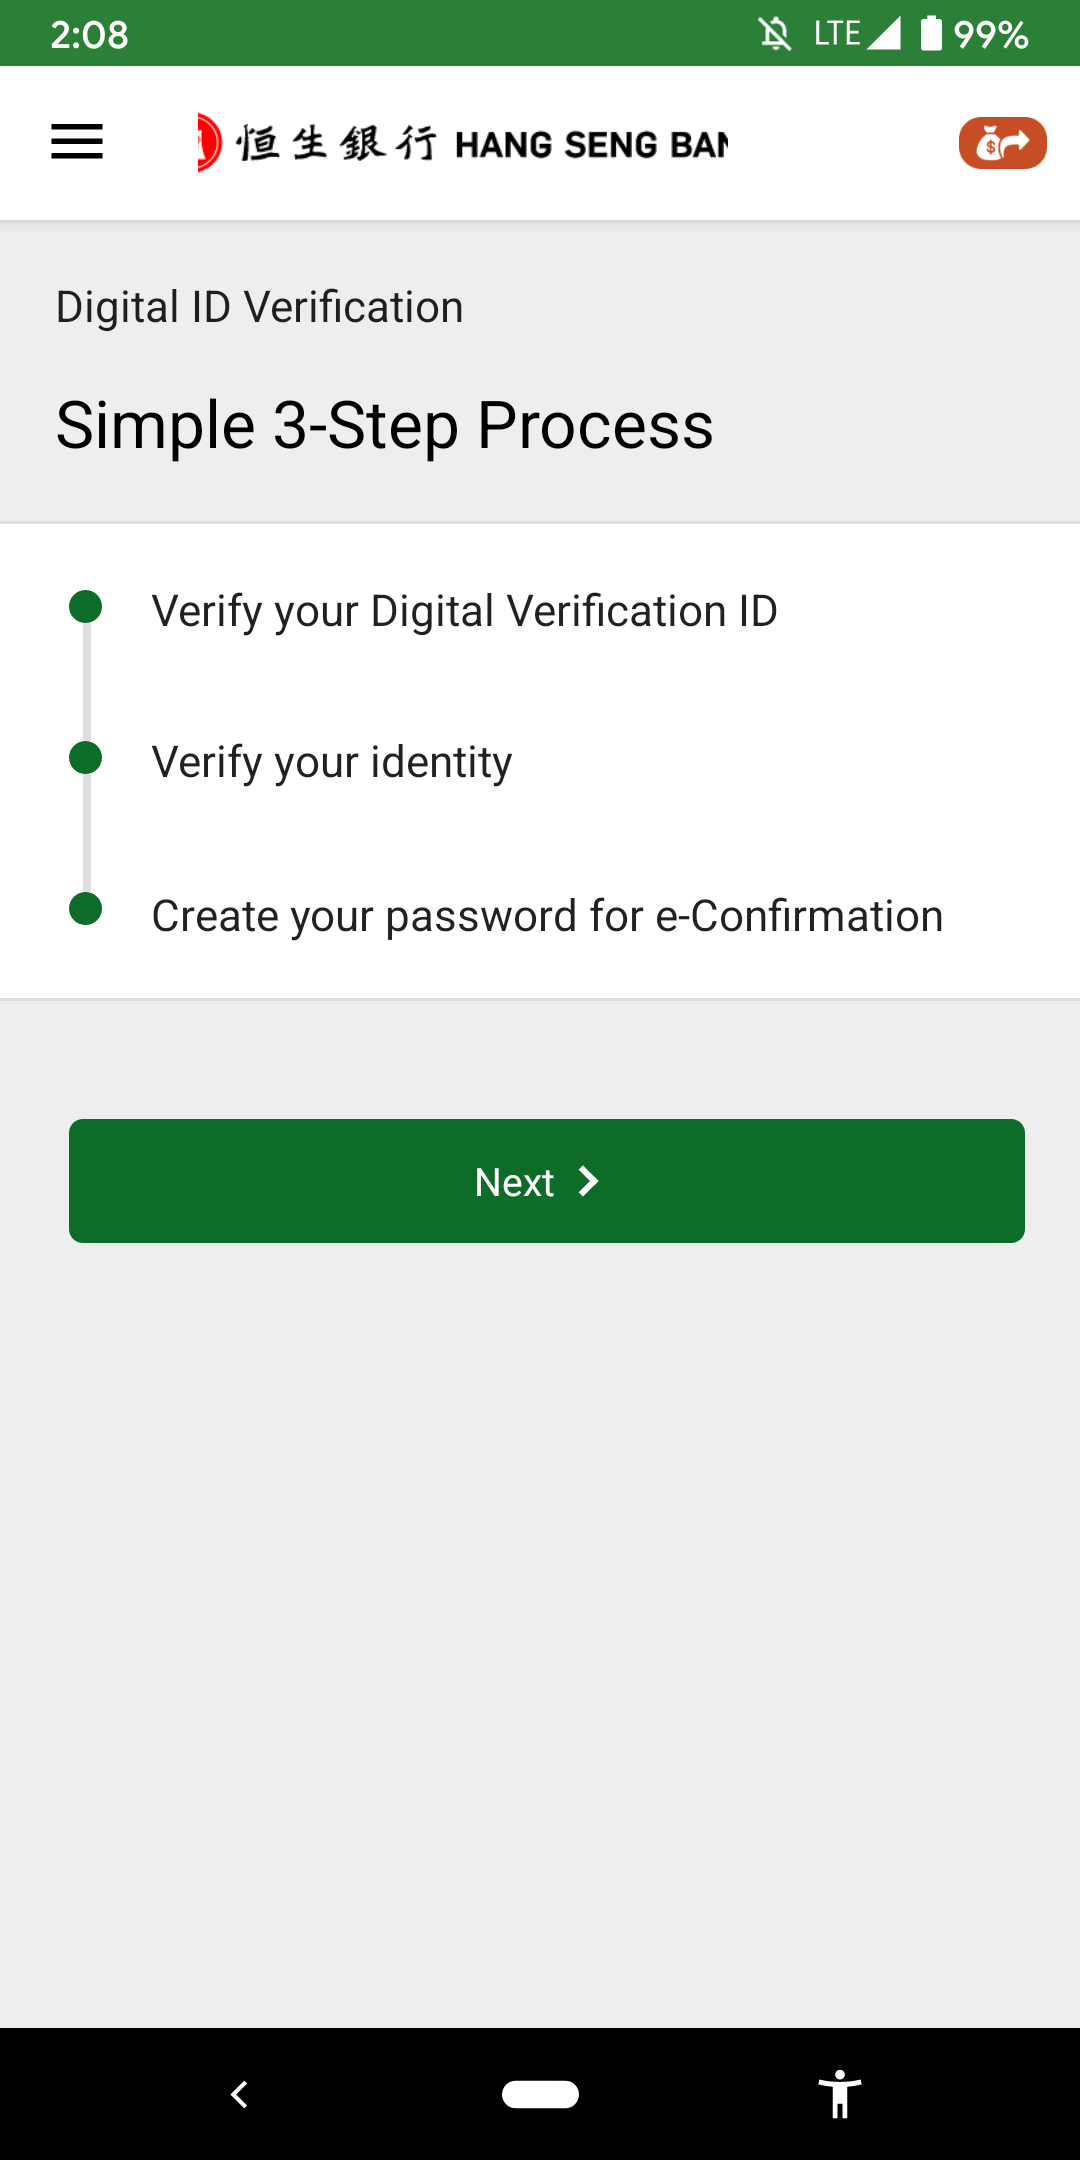 2:08 LTE 99%
恒生銀行 HANG SENG BAN
Digital ID Verification
Simple 3-Step Process
Verify your Digital Verification ID
Verify your identity
Create your password for e-Confirmation
Next